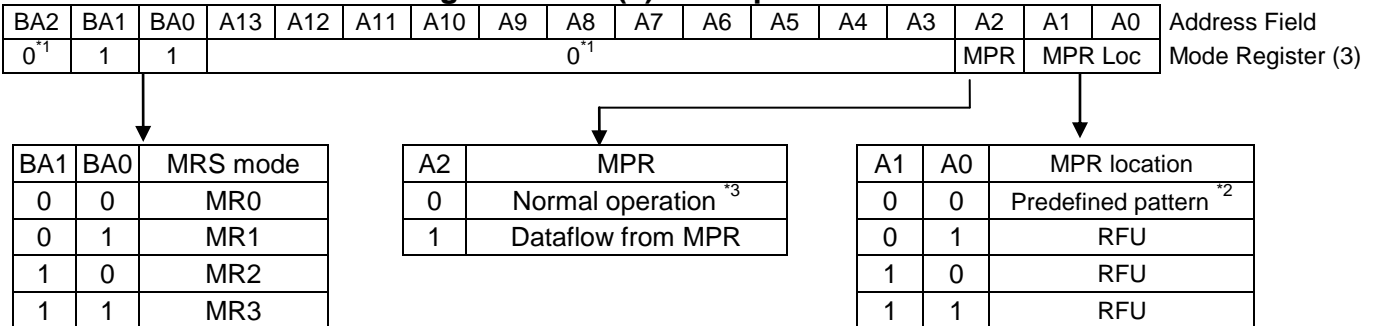 BA2 BA1 BA0 A13 A12 A11 A10 A9 A8 A7 A6 A5 A4 A3 A2 A1 A0 Address Field
0*1 1 1 0*1 MPR MPR Loc Mode Register (3)
BA1 BA0 MRS mode
0 0 MR0
0 1 MR1
1 0 MR2
1 1 MR3
A2 MPR
0 Normal operation *3
1 Dataflow from MPR
A1 A0 MPR location
0 0 Predefined pattern *2
0 1 RFU
1 0 RFU
1 1 RFU